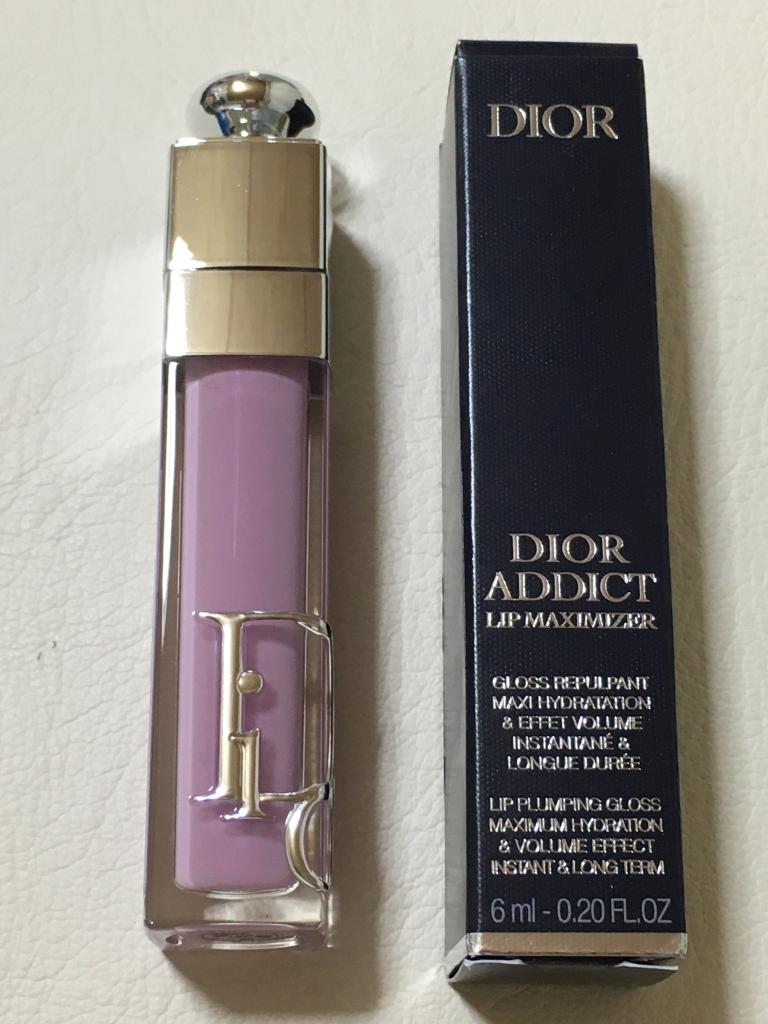 DIOR
DIOR
ADDICT
LIP MAXIMIZER
GLOSS REPULPANT
MAXI HYDRATATION
& EFFET VOLUME
INSTANTANÉ &
LONGUE DURÉE
LIP PLUMPING GLOSS
MAXIMUM HYDRATION
& VOLUME EFFECT
INSTANT & LONG TERM
6 ml - 0.20 FL.OZ